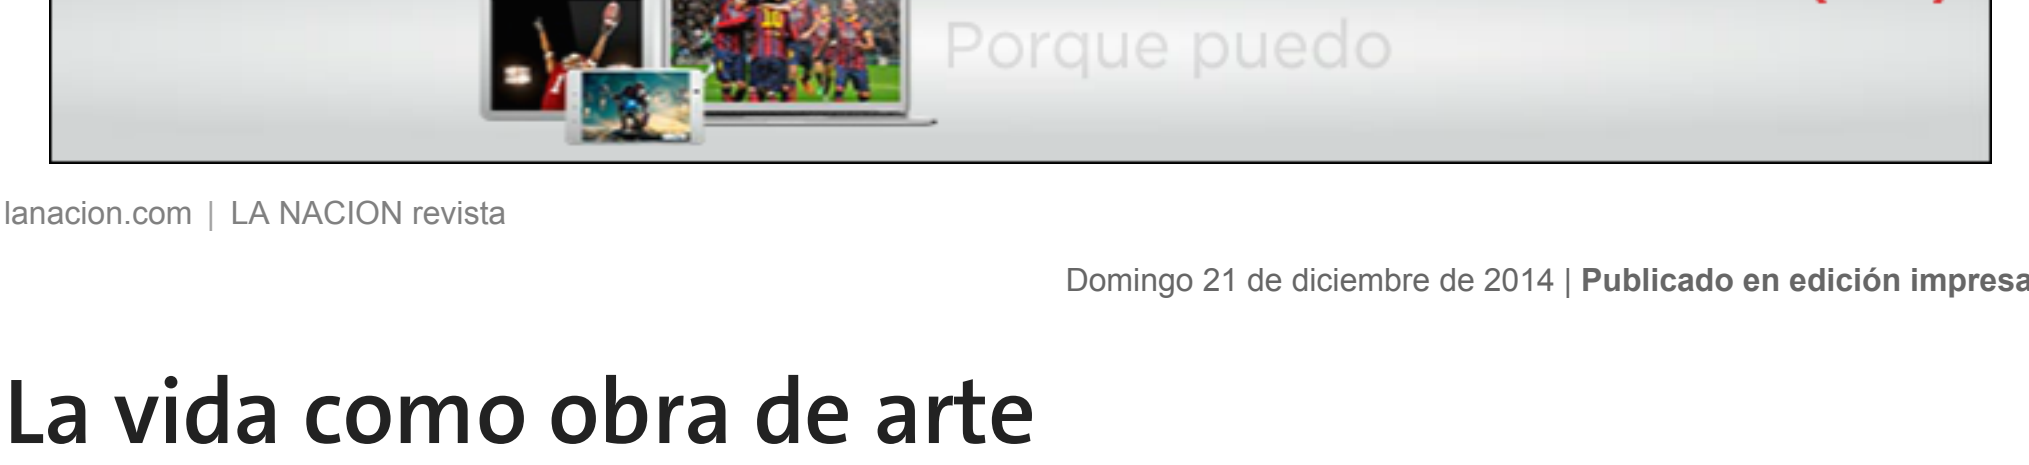 Porque puedo
lanacion.com | LA NACION revista
Domingo 21 de diciembre de 2014 | Publicado en edición impresa
La vida como obra de arte